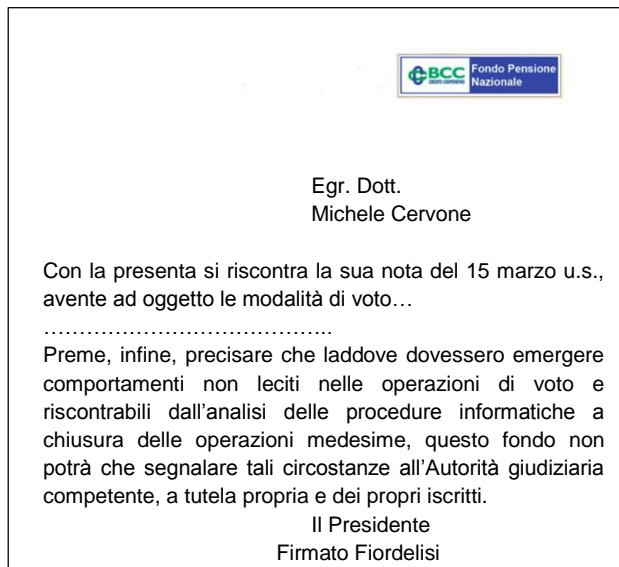 BCC Fondo Pensione
CREDITO COOPERATIVO Nazionale
Egr. Dott.
Michele Cervone
Con la presente si riscontra la sua nota del 15 marzo u.s.,
avente ad oggetto le modalità di voto…
…………………………………..
Preme, infine, precisare che laddove dovessero emergere
comportamenti non leciti nelle operazioni di voto e
riscontrabili dall’analisi delle procedure informatiche a
chiusura delle operazioni medesime, questo fondo non
potrà che segnalare tali circostanze all’Autorità giudiziaria
competente, a tutela propria e dei propri iscritti.
Il Presidente
Firmato Fiordelisi